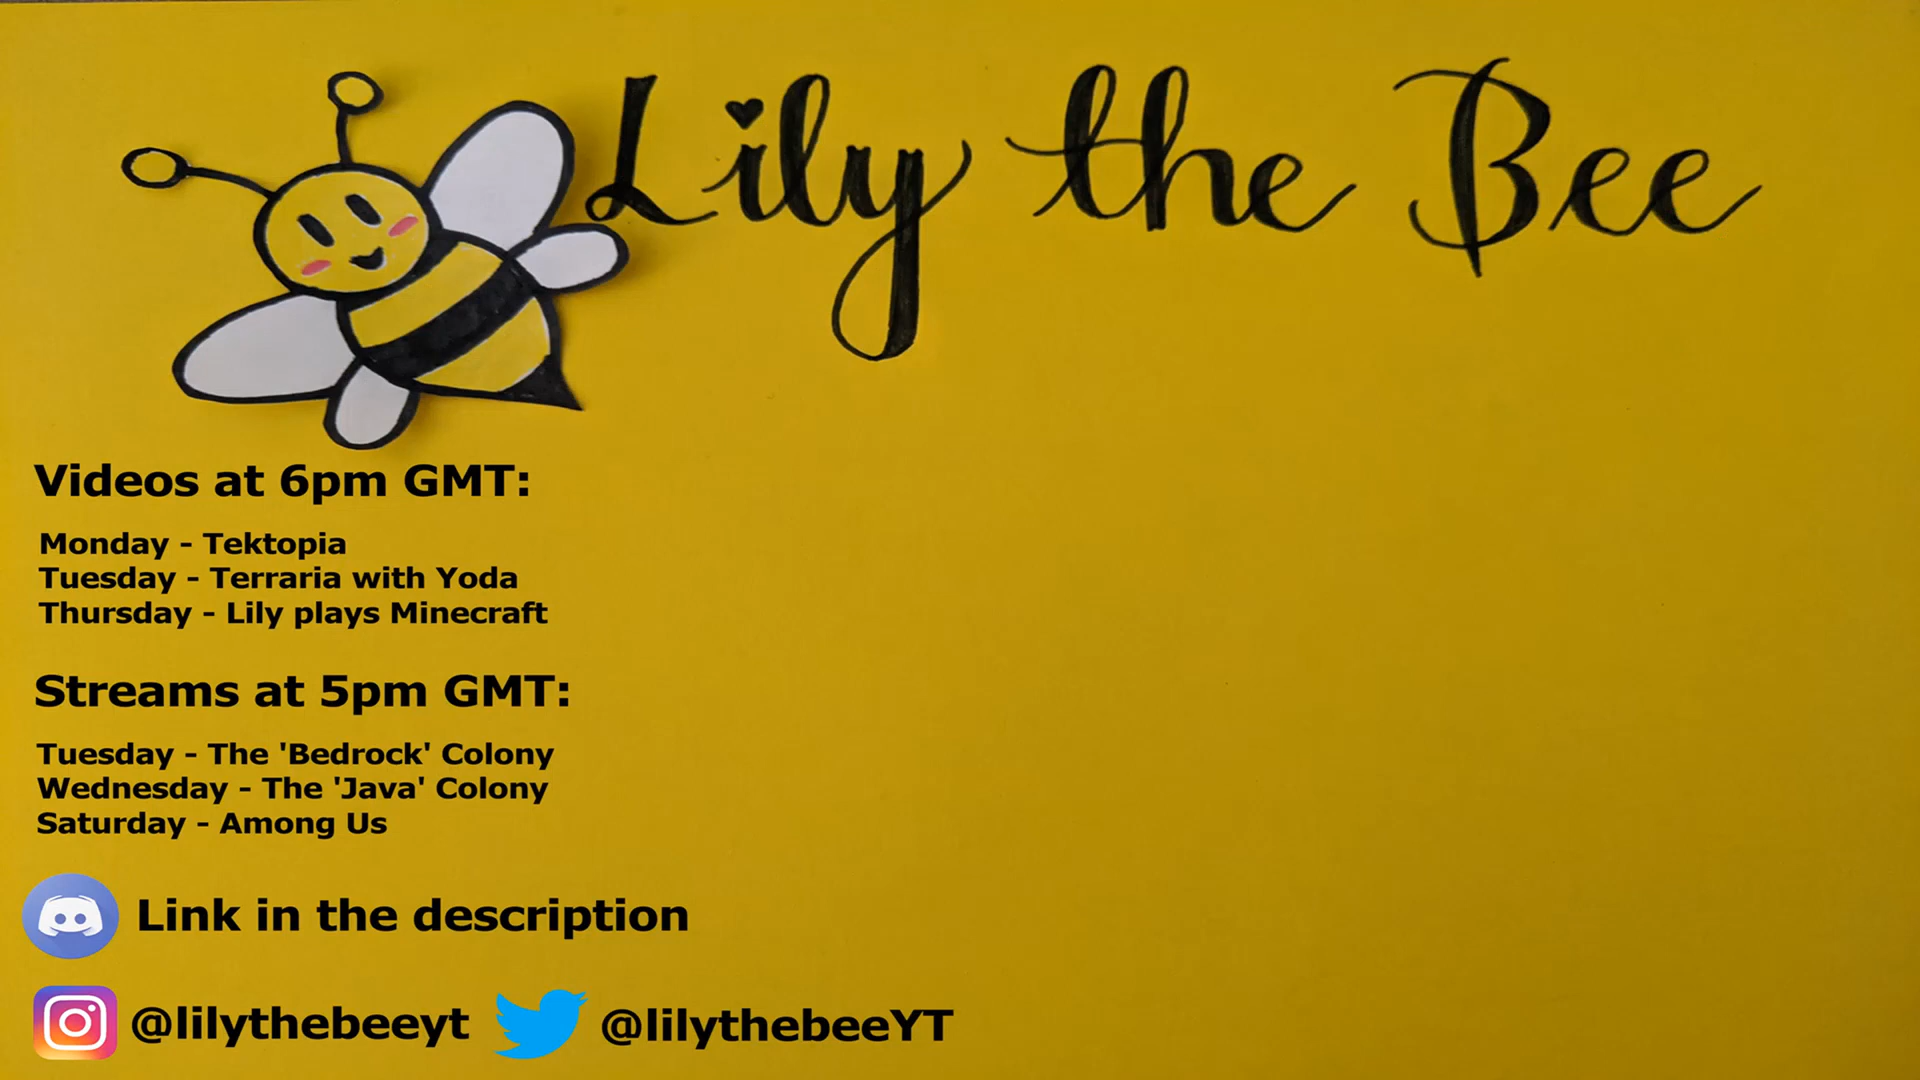 Lily the Bee
Videos at 6pm GMT:
Monday - Tektopia
Tuesday - Terraria with Yoda
Thursday - Lily plays Minecraft
Streams at 5pm GMT:
Tuesday - The 'Bedrock' Colony
Wednesday - The 'Java' Colony
Saturday - Among Us
Link in the description
@lilythebeeyt @lilythebeeYT